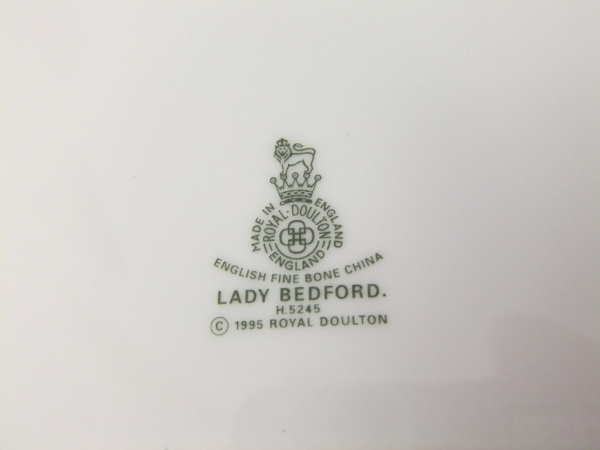 MADE IN ENGLAND
ROYAL·DOULTON
ENGLAND
ENGLISH FINE BONE CHINA
LADY BEDFORD.
H.5245
© 1995 ROYAL DOULTON